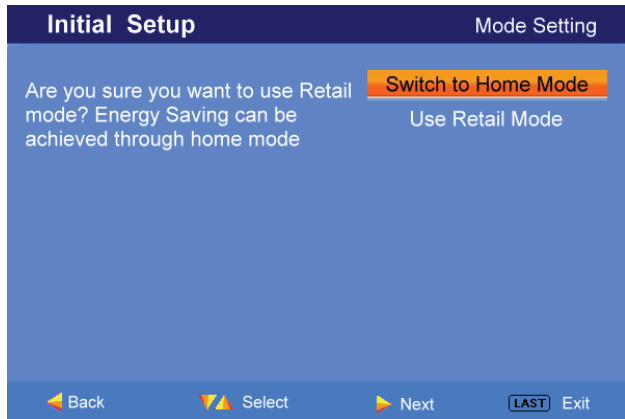 Initial Setup
Mode Setting
Are you sure you want to use Retail
mode? Energy Saving can be
achieved through home mode
Switch to Home Mode
Use Retail Mode
Back
Select
Next
LAST Exit